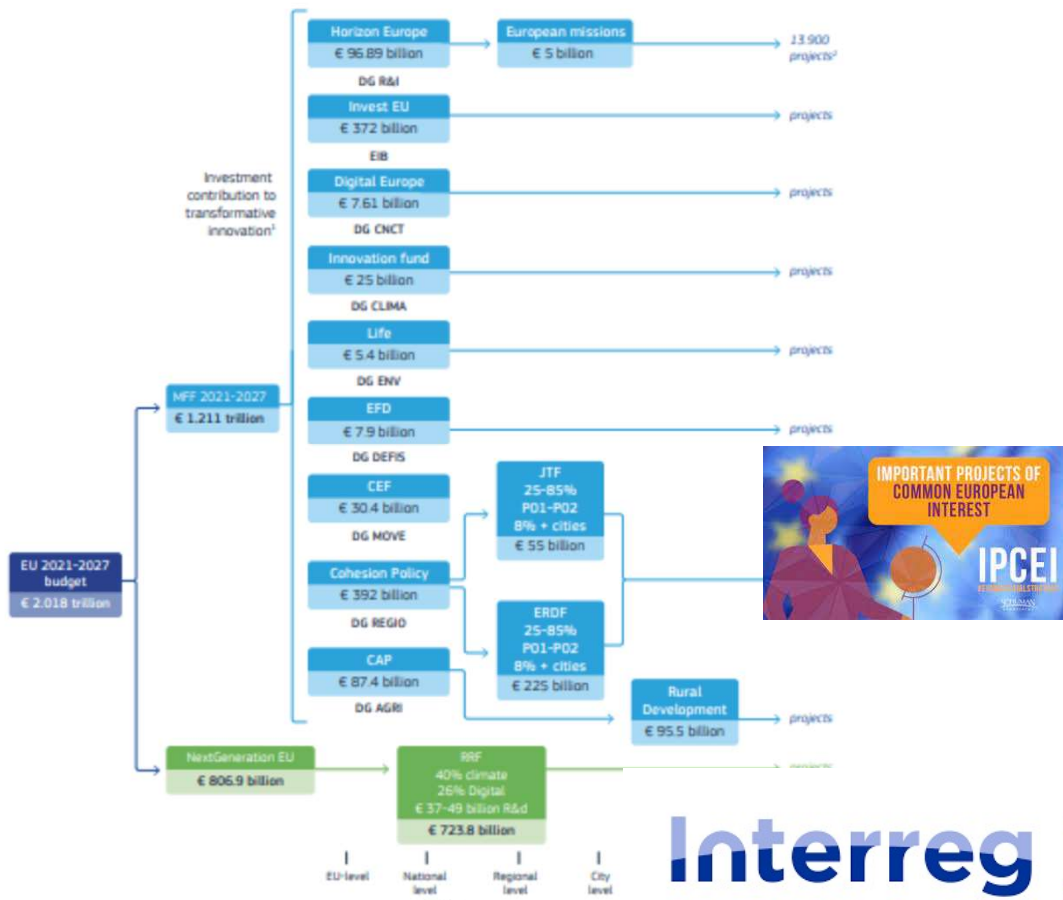 Horizon Europe
€ 96.89 billion
DG R&I
European missions
€ 5 billion
13.900
projects²
Invest EU
€ 372 billion
EIB
projects
Investment
contribution to
transformative
innovation¹
Digital Europe
€ 7.61 billion
DG CNCT
projects
Innovation fund
€ 25 billion
DG CLIMA
projects
Life
€ 5.4 billion
DG ENV
projects
MFF 2021-2027
€ 1.211 trillion
EFD
€ 7.9 billion
DG DEFIS
projects
CEF
€ 30.4 billion
DG MOVE
JTF
25-85%
P01-P02
8% + cities
€ 55 billion
IMPORTANT PROJECTS OF
COMMON EUROPEAN
INTEREST
IPCEI
SCHUMAN
EU 2021-2027
budget
€ 2.018 trillion
Cohesion Policy
€ 392 billion
DG REGIO
ERDF
25-85%
P01-P02
8% + cities
€ 225 billion
CAP
€ 87.4 billion
DG AGRI
Rural
Development
€ 95.5 billion
projects
NextGeneration EU
€ 806.9 billion
RRF
40% climate
26% Digital
€ 37-49 billion R&d
€ 723.8 billion
projects
EU-level
National
level
Regional
level
City
level
Interreg